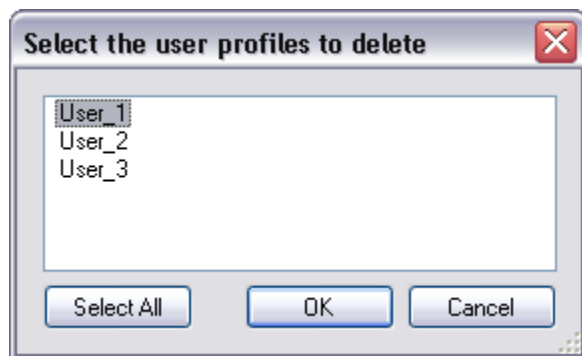 Select the user profiles to delete
User_1
User_2
User_3
Select All OK Cancel